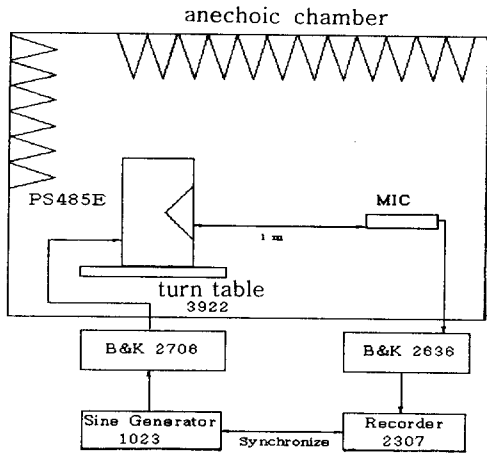 anechoic chamber
PS485E
MIC
1 m
turn table
3922
B&K 2706
B&K 2636
Sine Generator
1023
Synchronize
Recorder
2307